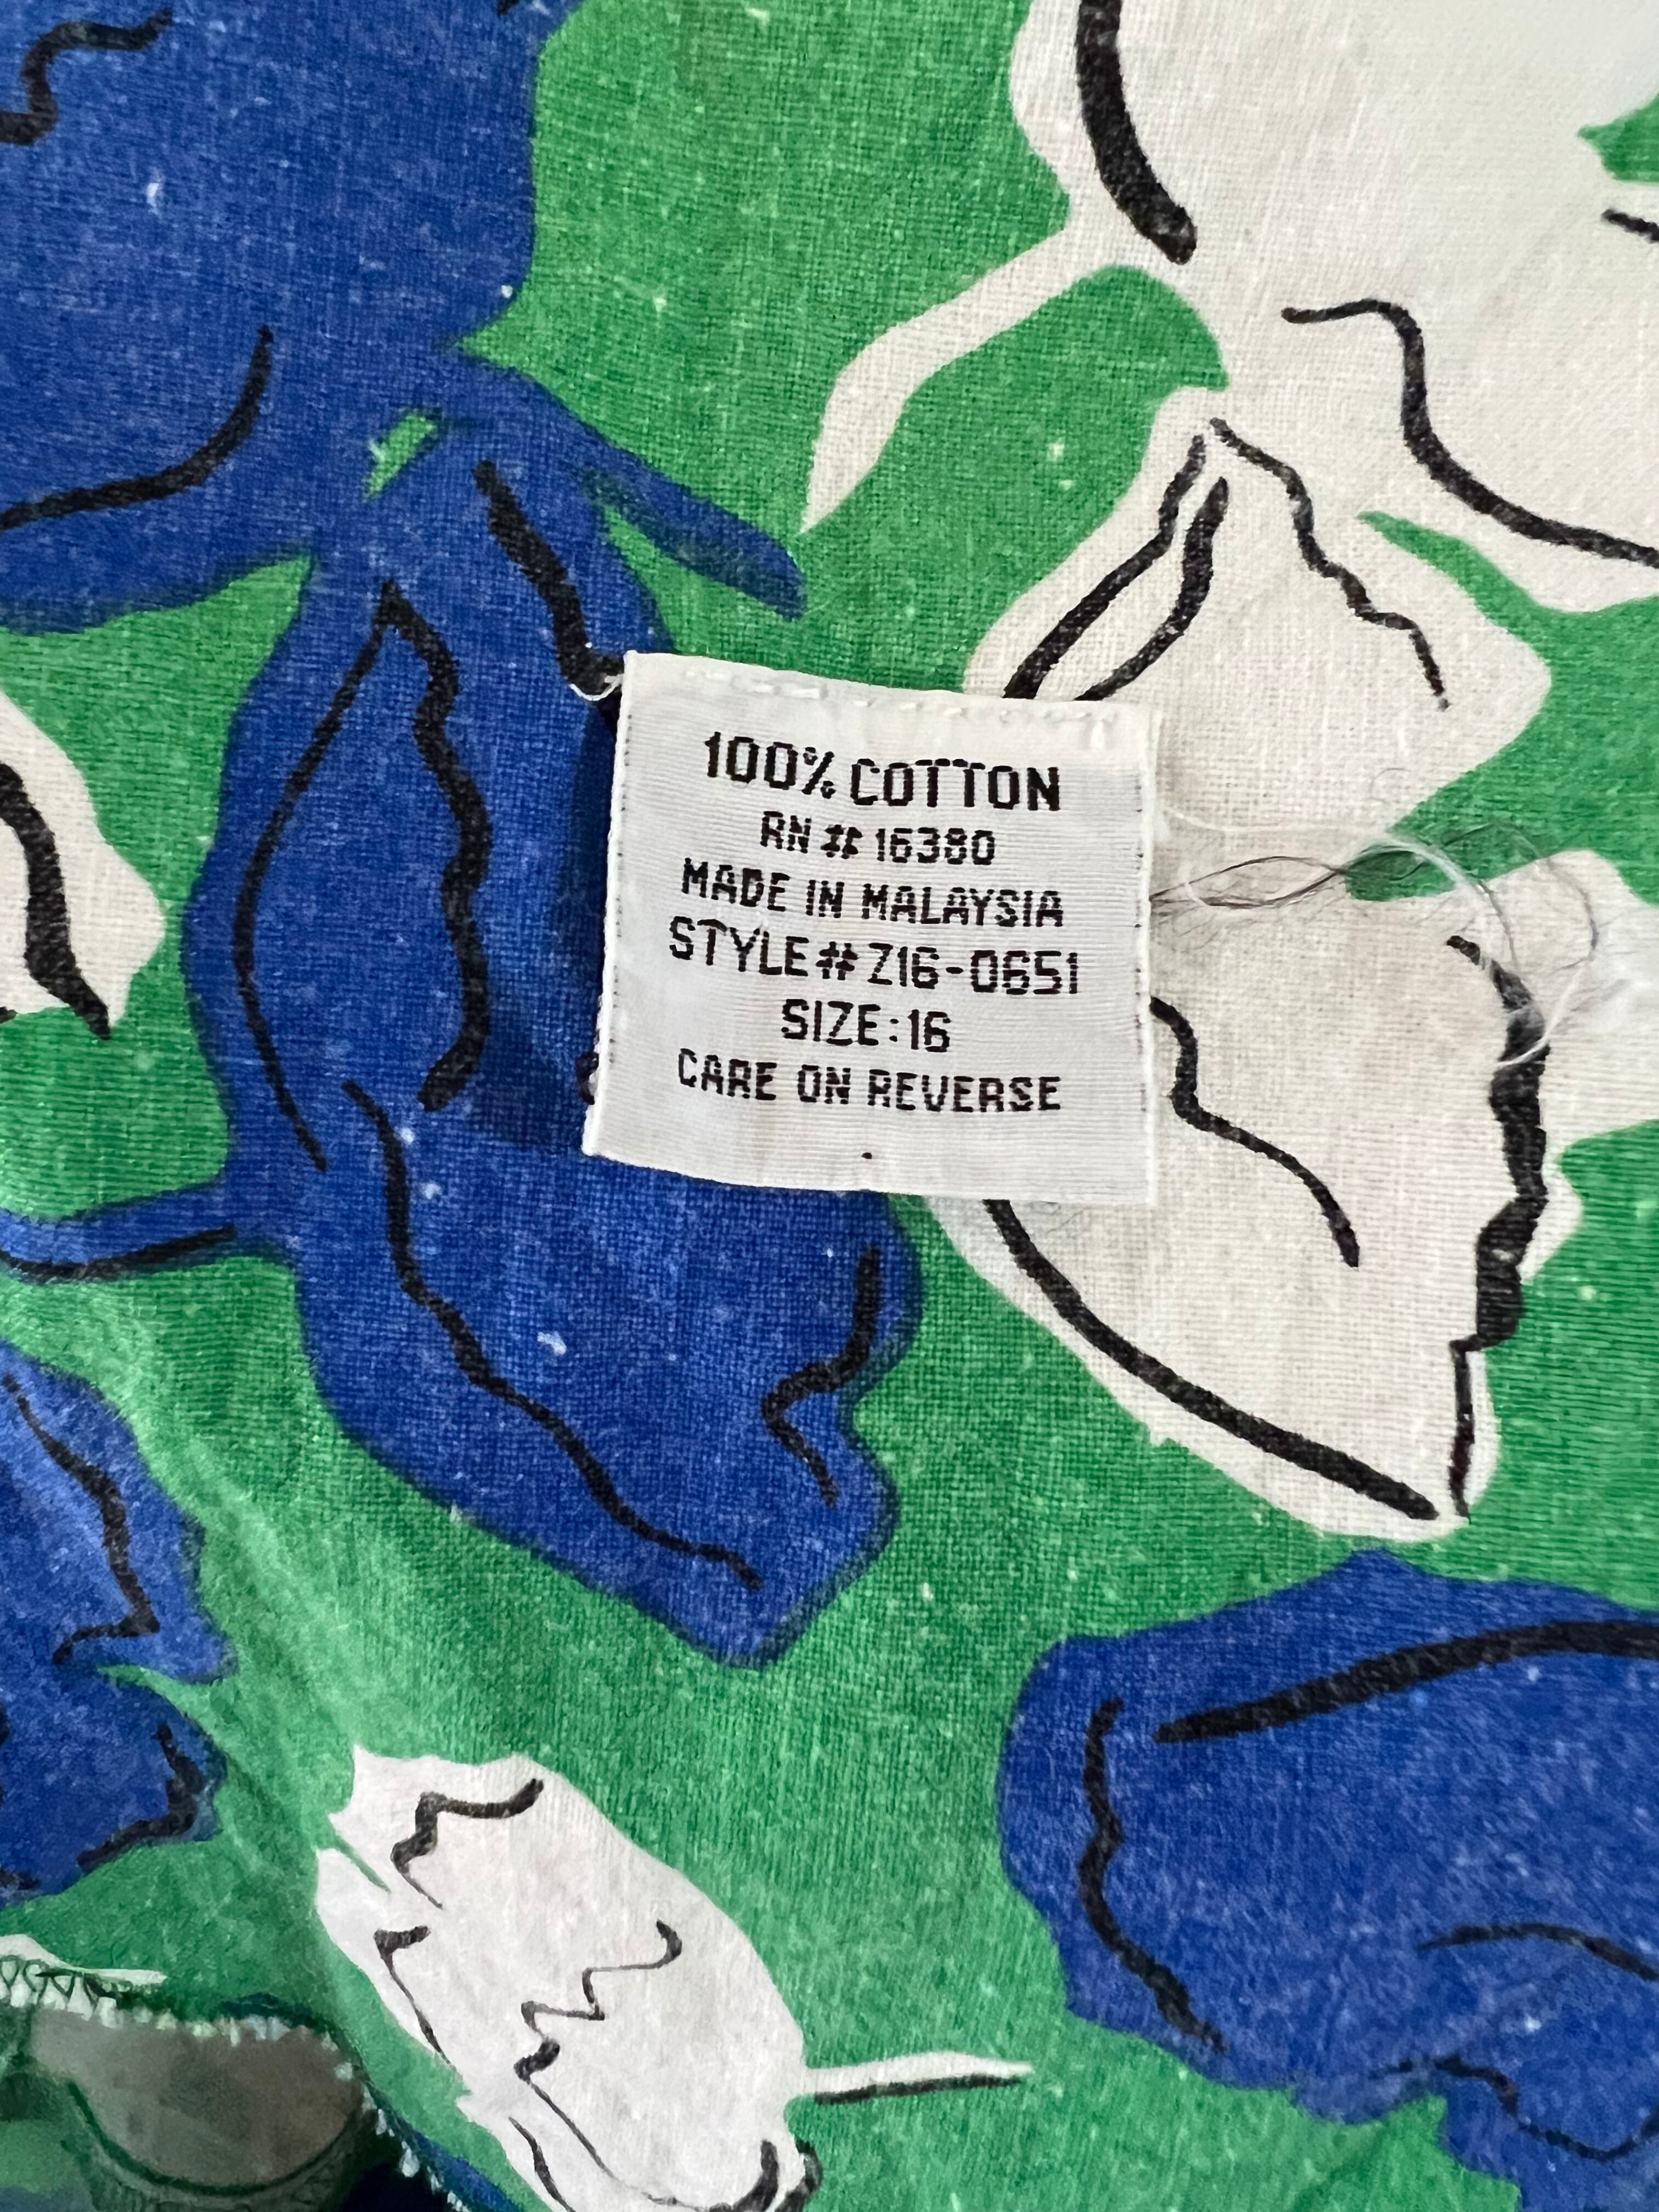 100% COTTON
RN # 16380
MADE IN MALAYSIA
STYLE # Z16-0651
SIZE:16
CARE ON REVERSE